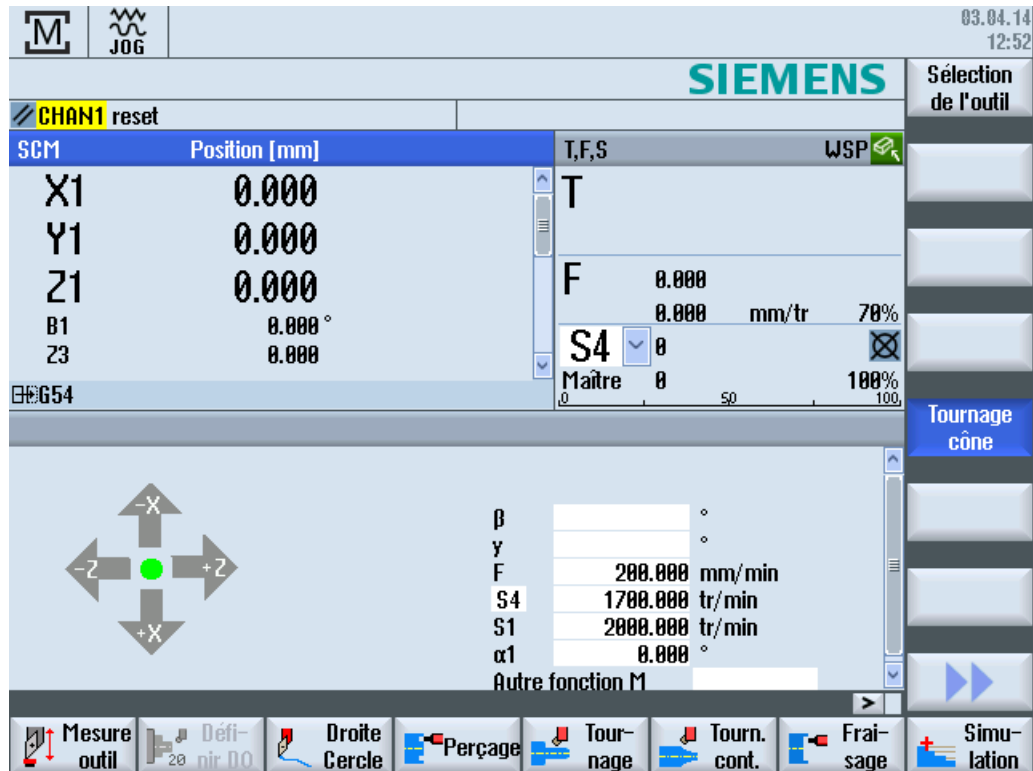 M
JOG
03.04.14
12:52
SIEMENS
Sélection
de l'outil
CHAN1 reset
SCM Position [mm]
T,F,S WSP
X1 0.000
T
Y1 0.000
Z1 0.000
F 0.000
0.000 mm/tr 70%
B1 0.000 °
S4 0
Z3 0.000
Maître 0 100%
G54
0 50 100
Tournage
cône
-X
-Z +Z
+X
β °
γ °
F 200.000 mm/min
S4 1700.000 tr/min
S1 2000.000 tr/min
α1 0.000 °
Autre fonction M
>
Mesure
outil
20
Défi-
nir DO
Droite
Cercle
Perçage
Tour-
nage
Tourn.
cont.
Frai-
sage
Simu-
lation